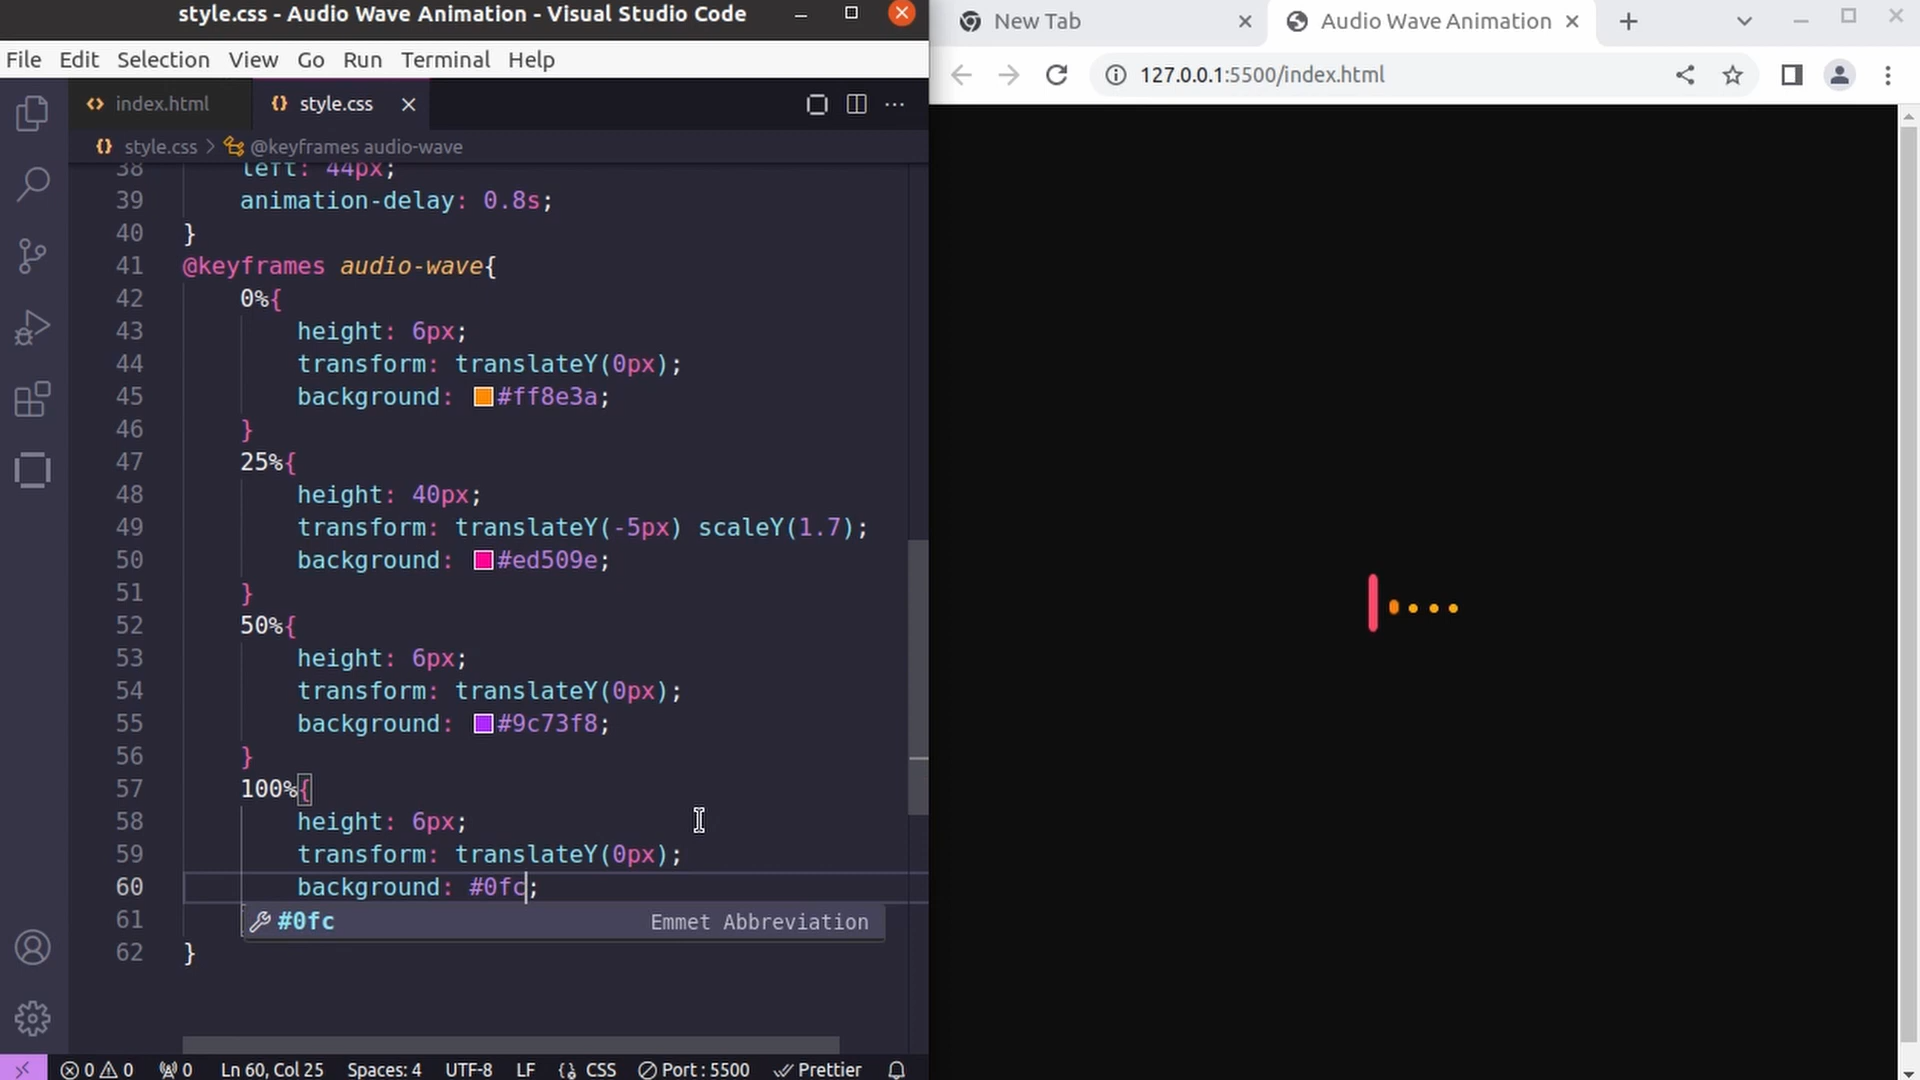 style.css - Audio Wave Animation - Visual Studio Code
File Edit Selection View Go Run Terminal Help
index.html style.css
style.css > @keyframes audio-wave
38 left: 44px;
39 animation-delay: 0.8s;
40 }
41 @keyframes audio-wave{
42 0%{
43 height: 6px;
44 transform: translateY(0px);
45 background: #ff8e3a;
46 }
47 25%{
48 height: 40px;
49 transform: translateY(-5px) scaleY(1.7);
50 background: #ed509e;
51 }
52 50%{
53 height: 6px;
54 transform: translateY(0px);
55 background: #9c73f8;
56 }
57 100%{
58 height: 6px;
59 transform: translateY(0px);
60 background: #0fc;
61
#0fc Emmet Abbreviation
62 }
0 0 0 Ln 60, Col 25 Spaces: 4 UTF-8 LF {} CSS Port : 5500 Prettier
New Tab Audio Wave Animation
127.0.0.1:5500/index.html